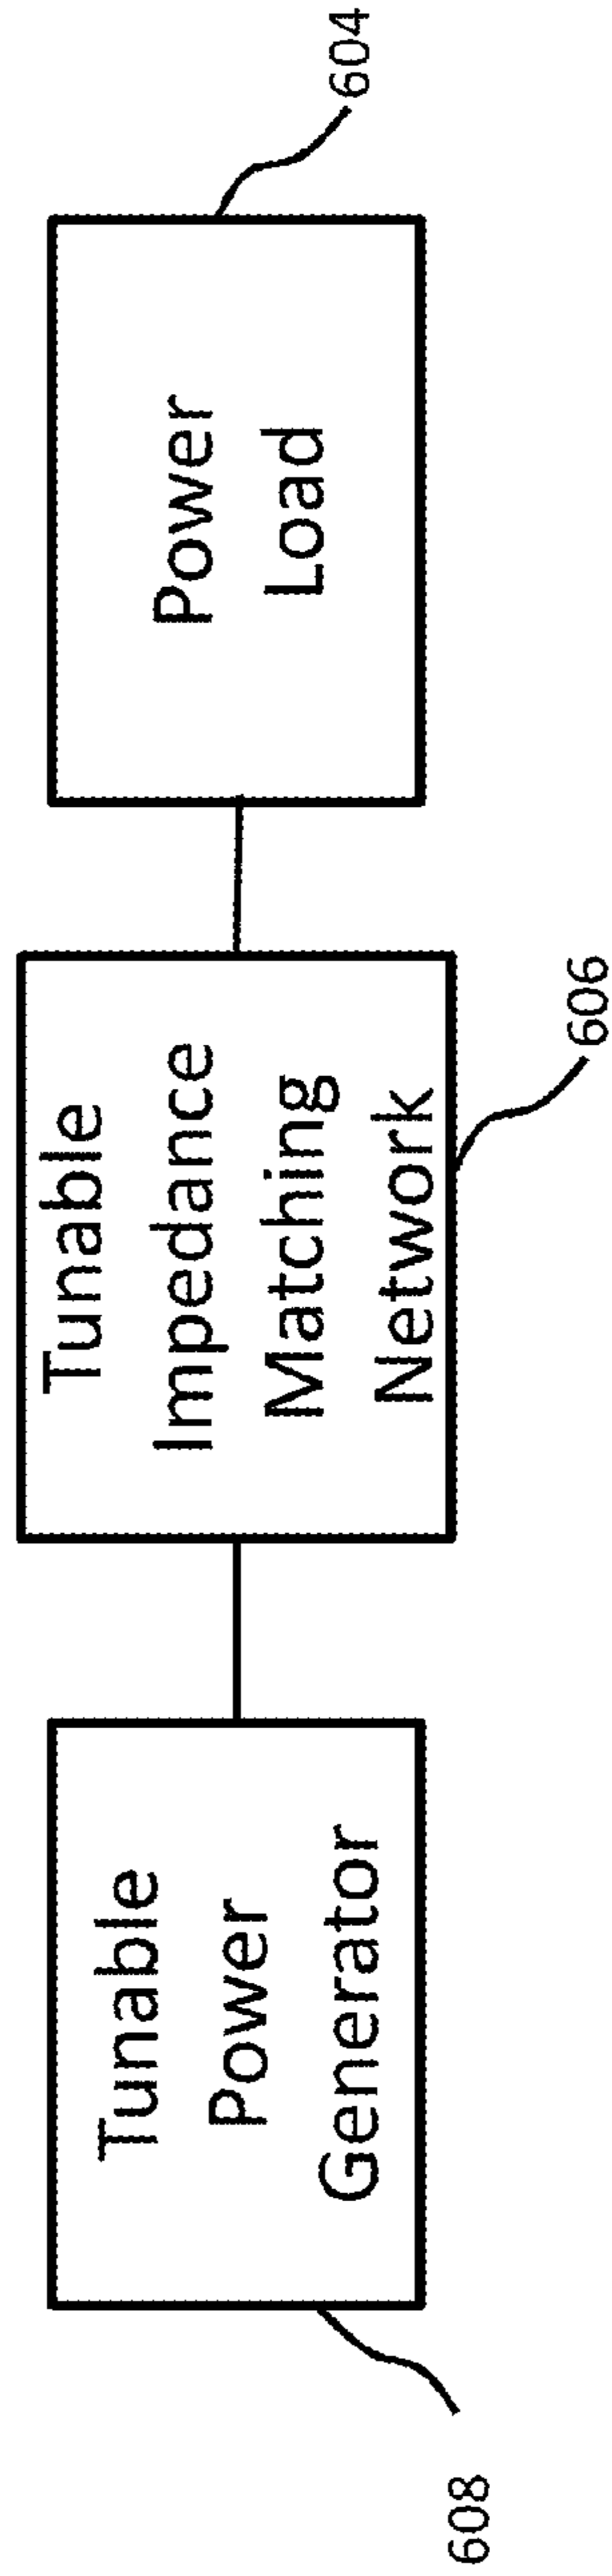 Tunable
Power
Generator
608
Tunable
Impedance
Matching
Network
606
Power
Load
604